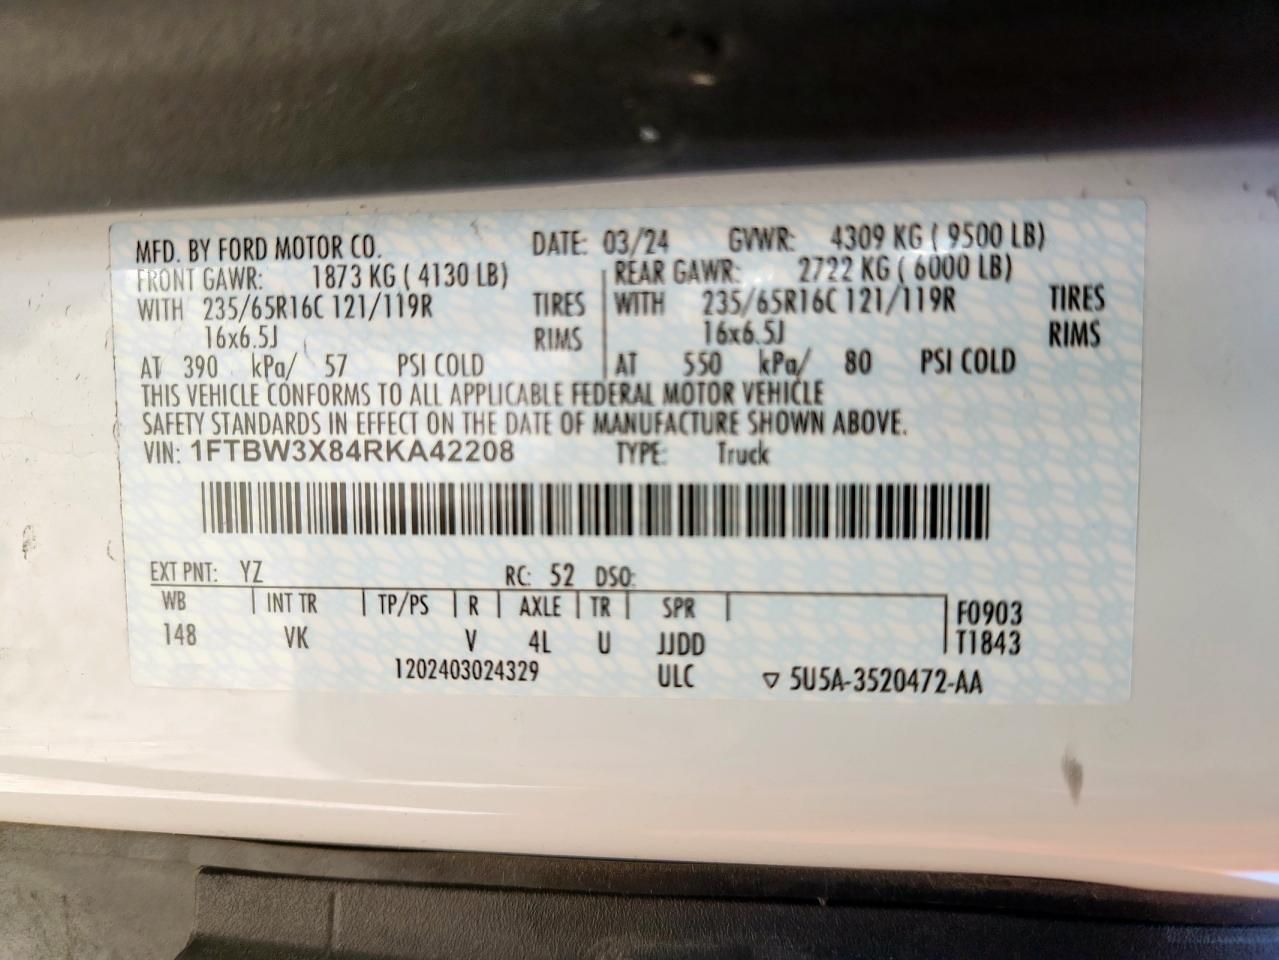 MFD. BY FORD MOTOR CO. DATE: 03/24 GVWR: 4309 KG ( 9500 LB)
FRONT GAWR: 1873 KG ( 4130 LB) REAR GAWR: 2722 KG ( 6000 LB)
WITH 235/65R16C 121/119R TIRES WITH 235/65R16C 121/119R TIRES
16x6.5J RIMS 16x6.5J RIMS
AT 390 kPa/ 57 PSI COLD AT 550 kPa/ 80 PSI COLD
THIS VEHICLE CONFORMS TO ALL APPLICABLE FEDERAL MOTOR VEHICLE
SAFETY STANDARDS IN EFFECT ON THE DATE OF MANUFACTURE SHOWN ABOVE.
VIN: 1FTBW3X84RKA42208 TYPE: Truck
EXT PNT: YZ RC: 52 DSO:
WB INT TR TP/PS R AXLE TR SPR F0903
148 VK V 4L U JJDD T1843
1202403024329 ULC ▽ 5U5A-3520472-AA